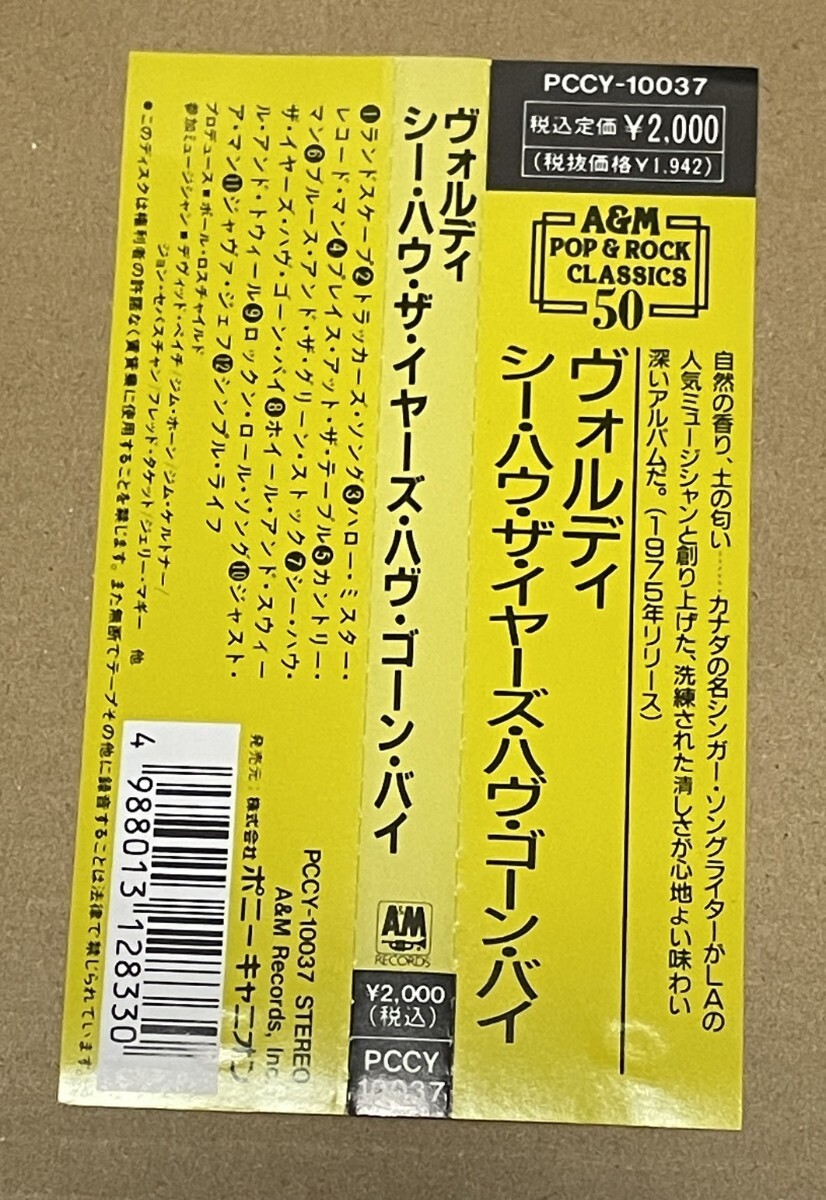 PCCY-10037
税込定価 ¥2,000
(税抜価格¥1,942)
A&M
POP & ROCK
CLASSICS
50
自然の香り、土の匂い……カナダの名シンガー・ソングライターがLAの
人気ミュージシャンと創り上げた、洗練された清しさが心地よい味わい
深いアルバムだ。(1975年リリース)
ヴォルディ
シー・ハウ・ザ・イヤーズ・ハヴ・ゴーン・バイ
ヴォルディ
シー・ハウ・ザ・イヤーズ・ハヴ・ゴーン・バイ
A&M
RECORDS
¥2,000
(税込)
PCCY
10037
❶ランドスケープ❷トラッカーズ・ソング❸ハロー・ミスター・
レコード・マン❹プレイス・アット・ザ・テーブル❺カントリー・
マン❻ブルース・アンド・ザ・グリーン・ストック❼シー・ハウ・
ザ・イヤーズ・ハヴ・ゴーン・バイ❽ホイール・アンド・スウィー
ル・アンド・トウィール❾ロックン・ロール・ソング❿ジャスト・
ア・マン⓫ジャヴァ・ジェフ⓬シンプル・ライフ
プロデュース■ポール・ロスチャイルド
参加ミュージシャン■デヴィッド・ペイチ/ジム・ホーン/ジム・ケルトナー/
ジョン・セバスチャン/フレッド・タケット/ジェリー・マギー 他
●このディスクは権利者の許諾なく賃貸業に使用することを禁じます。また無断でテープその他に録音することは法律で禁じられています。
PCCY-10037 STEREO
A&M Records, Inc.
発売元:株式会社 ポニーキャニオン
4 988013 128330